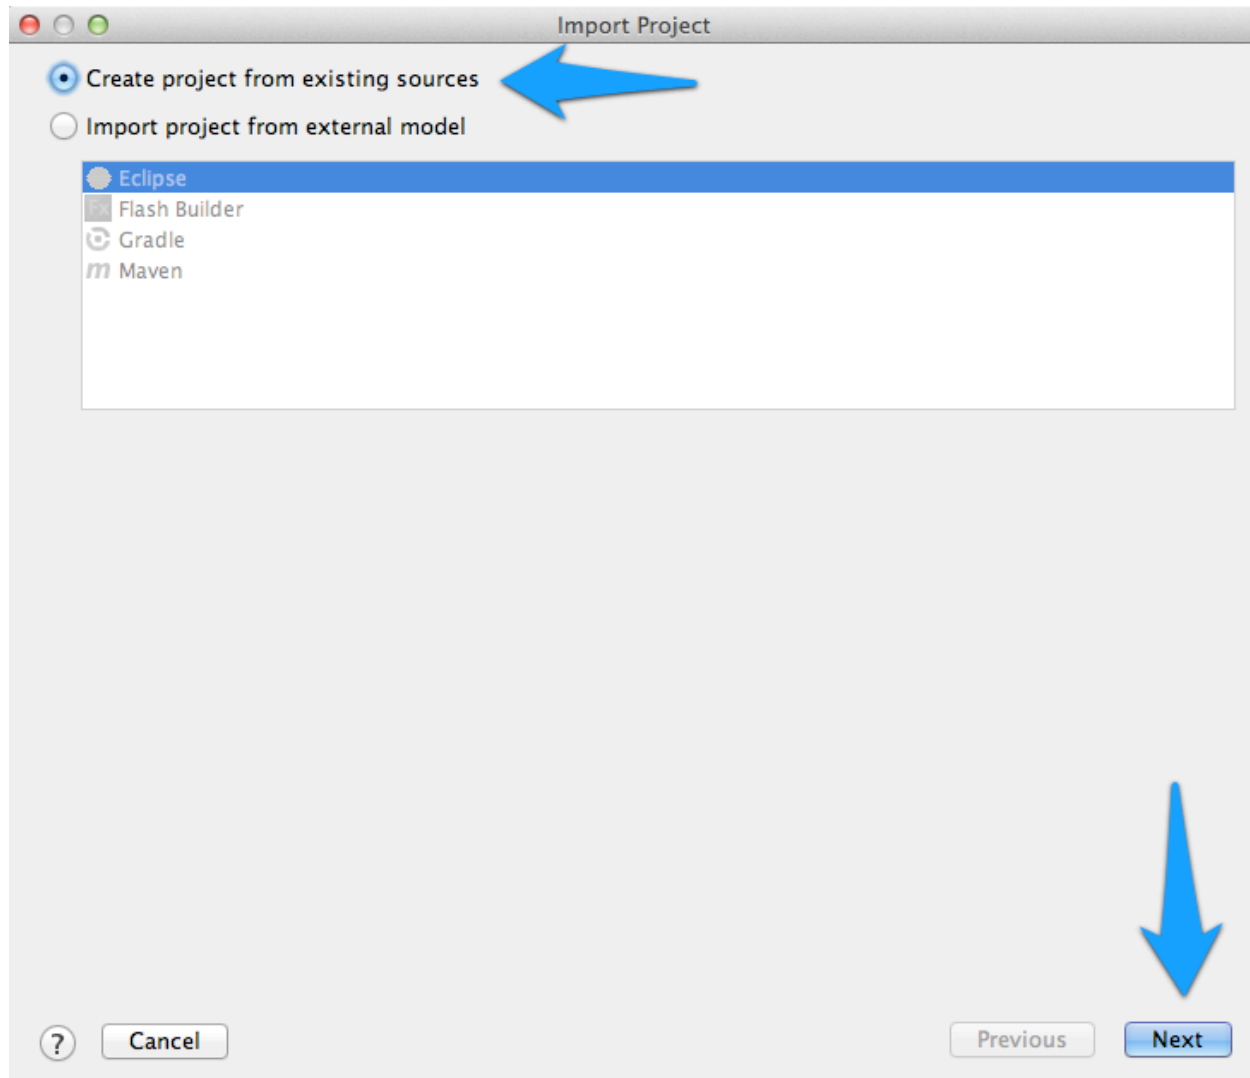 Import Project
Create project from existing sources
Import project from external model
Eclipse
Fx Flash Builder
Gradle
m Maven
? Cancel Previous Next